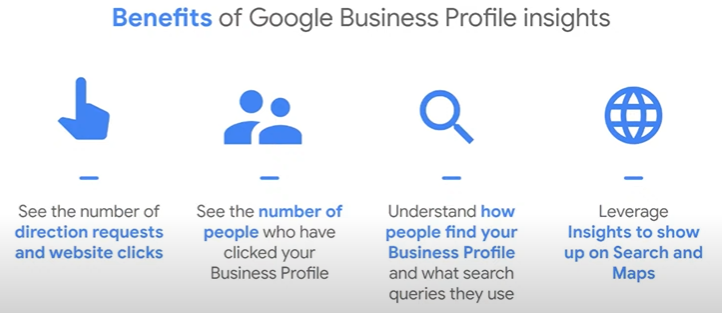 Benefits of Google Business Profile insights
See the number of
direction requests
and website clicks
See the number of
people who have
clicked your
Business Profile
Understand how
people find your
Business Profile
and what search
queries they use
Leverage
Insights to show
up on Search and
Maps